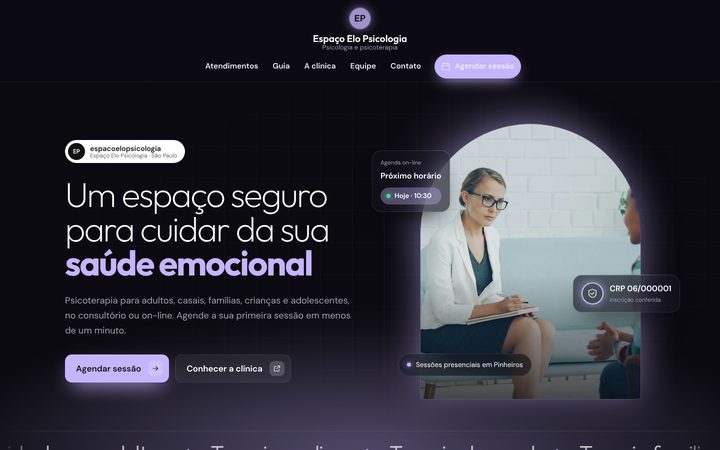 EP
Espaço Elo Psicologia
Psicologia e psicoterapia
Atendimentos Guia A clínica Equipe Contato Agendar sessão
EP
espacoelopsicologia
Espaço Elo Psicologia · São Paulo
Um espaço seguro
para cuidar da sua
saúde emocional
Psicoterapia para adultos, casais, famílias, crianças e adolescentes,
no consultório ou on-line. Agende a sua primeira sessão em menos
de um minuto.
Agendar sessão
Conhecer a clínica
Agenda on-line
Próximo horário
Hoje · 10:30
CRP 06/000001
inscrição conferida
Sessões presenciais em Pinheiros